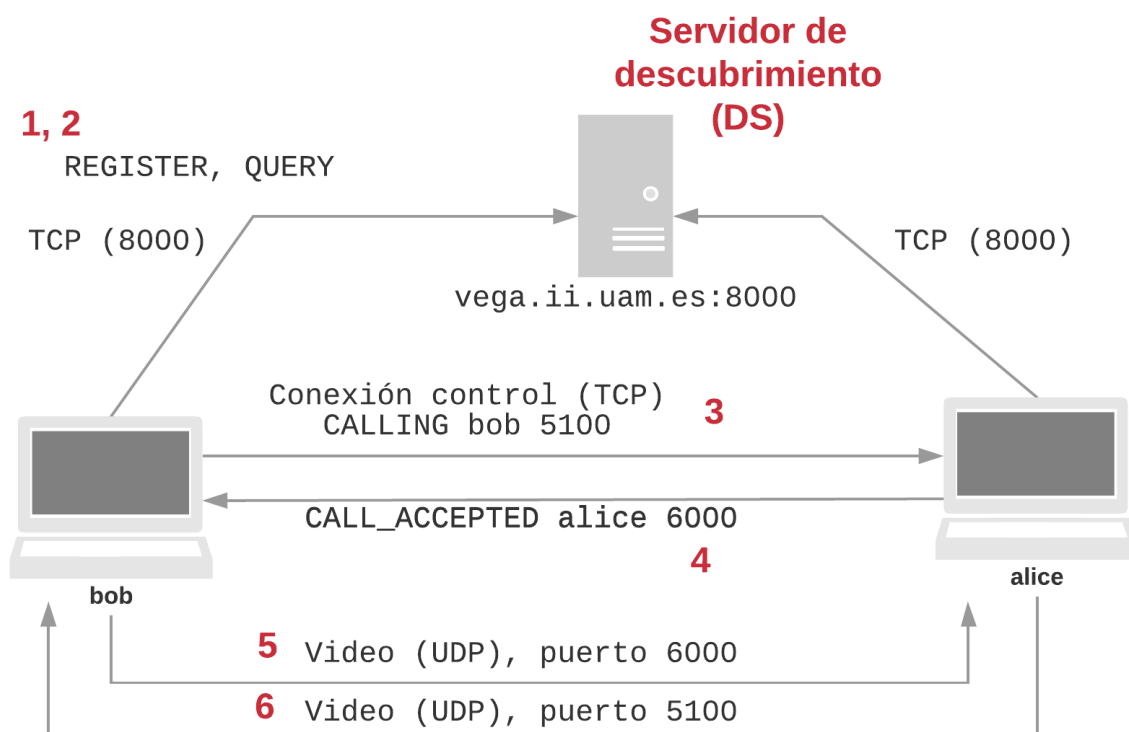 Servidor de
descubrimiento
(DS)
1, 2
REGISTER, QUERY
TCP (8000)
TCP (8000)
vega.ii.uam.es:8000
Conexión control (TCP)
3
CALLING bob 5100
CALL_ACCEPTED alice 6000
4
bob
alice
5 Video (UDP), puerto 6000
6 Video (UDP), puerto 5100